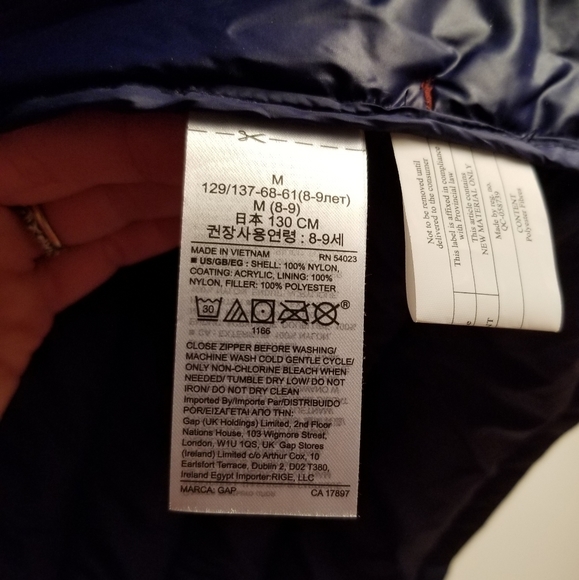 M
129/137-68-61(8-9лет)
M (8-9)
日本 130 CM
권장사용연령 : 8-9세
MADE IN VIETNAM RN 54023
■ US/GB/EG : SHELL: 100% NYLON,
COATING: ACRYLIC, LINING: 100%
NYLON, FILLER: 100% POLYESTER
30
®
1166
CLOSE ZIPPER BEFORE WASHING/
MACHINE WASH COLD GENTLE CYCLE/
ONLY NON-CHLORINE BLEACH WHEN
NEEDED/ TUMBLE DRY LOW/ DO NOT
IRON/ DO NOT DRY CLEAN
Imported By/Importe Par/DISTRIBUIDO
POR/ΕΙΣΑΓΕΤΑΙ ΑΠΟ ΤΗΝ:
Gap (UK Holdings) Limited, 2nd Floor
Nations House, 103 Wigmore Street,
London, W1U 1QS, UK. Gap Stores
(Ireland) Limited c/o Arthur Cox, 10
Earlsfort Terrace, Dublin 2, D02 T380,
Ireland Egypt Importer:RIGE, LLC
MARCA: GAP CA 17897
Not to be removed until
delivered to the consumer
This label is affixed in compliance
with Provincial law
This article contains
NEW MATERIAL ONLY
Made by reg. no.
CONTENT
Polyester Fibres